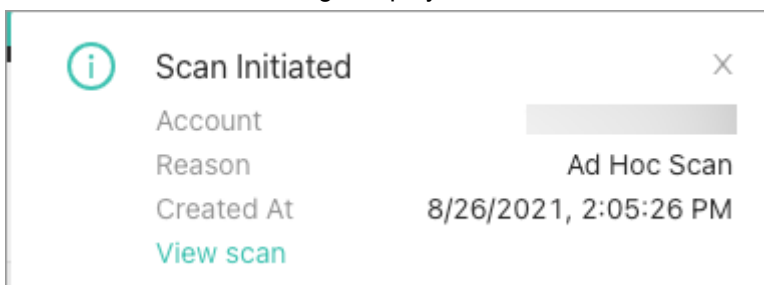 Scan Initiated
Account
Reason Ad Hoc Scan
Created At 8/26/2021, 2:05:26 PM
View scan